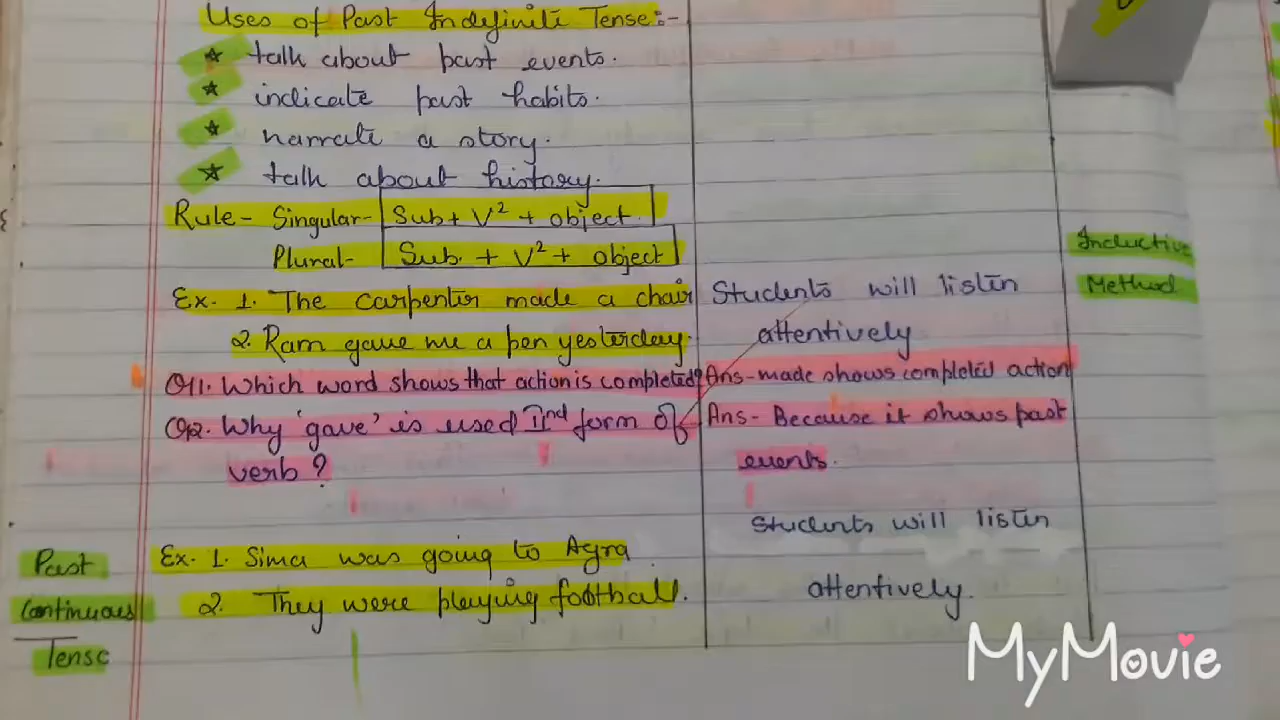 Uses of Past Indefinite Tense:-
☆ talk about past events.
☆ indicate past habits.
☆ narrate a story.
☆ talk about history.
Rule- Singular- Sub+ V² + object
Plural- Sub. + V² + object
Inductive
Method
Ex. 1. The carpenter made a chair
2. Ram gave me a pen yesterday.
Students will listen
attentively
Q1. Which word shows that action is completed?
Ans- made shows completed action
Q2. Why 'gave' is used IInd form of
verb?
Ans- Because it shows past
events.
Past
Continuous
Tense
Ex. 1. Sima was going to Agra
2. They were playing football.
Students will listen
attentively.
MyMovie